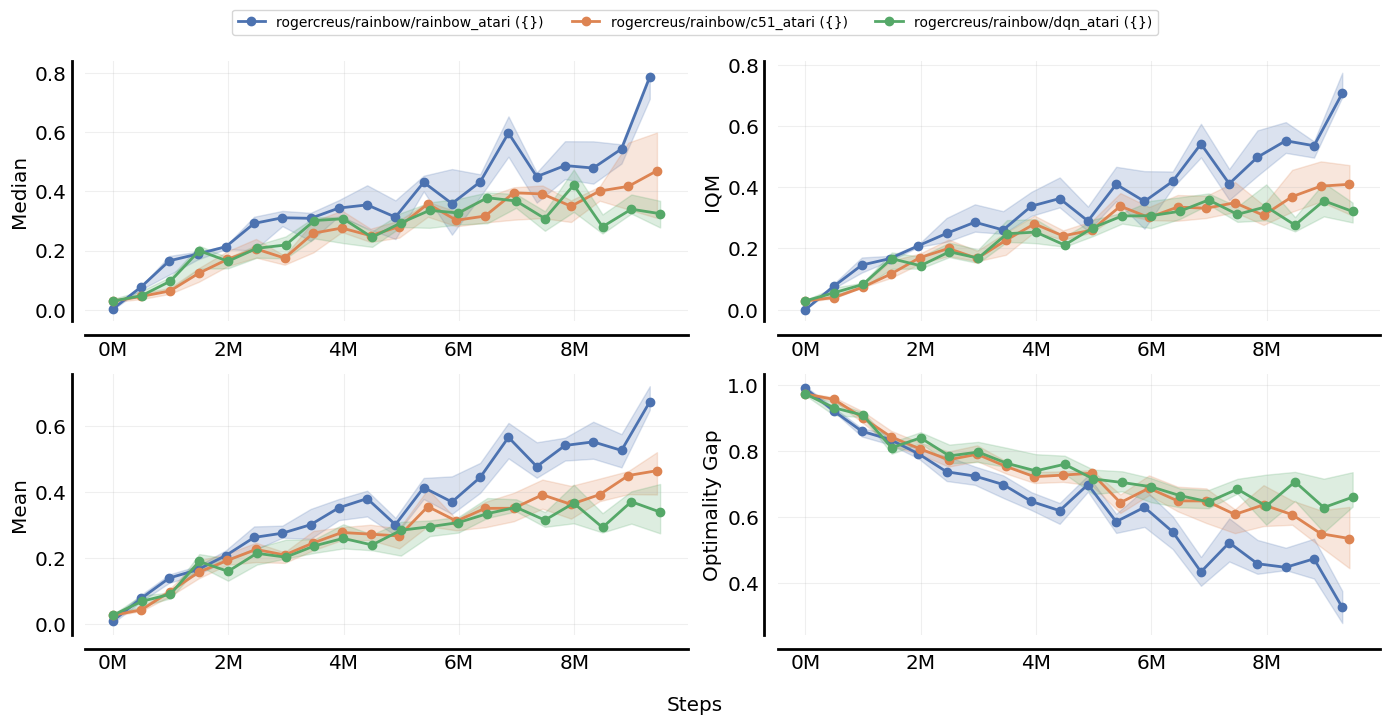 rogercreus/rainbow/rainbow_atari ({}) rogercreus/rainbow/c51_atari ({}) rogercreus/rainbow/dqn_atari ({})
Median
0.8
0.6
0.4
0.2
0.0
0M 2M 4M 6M 8M
IQM
0.8
0.6
0.4
0.2
0.0
0M 2M 4M 6M 8M
Mean
0.6
0.4
0.2
0.0
0M 2M 4M 6M 8M
Optimality Gap
1.0
0.8
0.6
0.4
0M 2M 4M 6M 8M
Steps